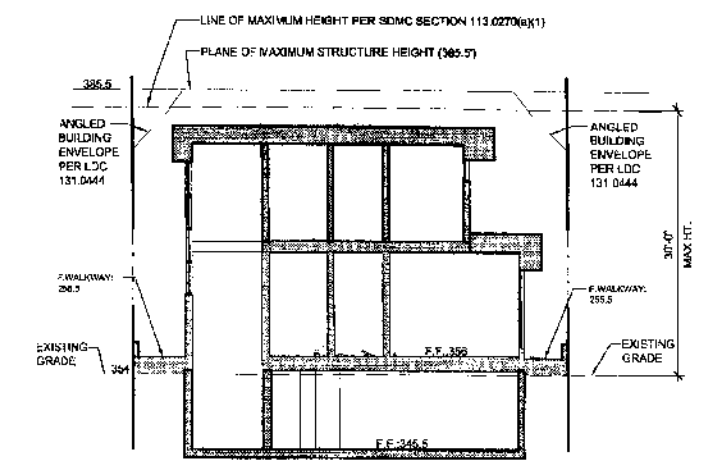 LINE OF MAXIMUM HEIGHT PER SDMC SECTION 113.0270(a)(1)
PLANE OF MAXIMUM STRUCTURE HEIGHT (385.5')
385.5
ANGLED
BUILDING
ENVELOPE
PER LDC
131.0444
ANGLED
BUILDING
ENVELOPE
PER LDC
131.0444
30'-0"
MAX HT.
F.WALKWAY:
F.WALKWAY:
255.5
EXISTING
GRADE
354
F.F.:356
EXISTING
GRADE
F.F.:345.5